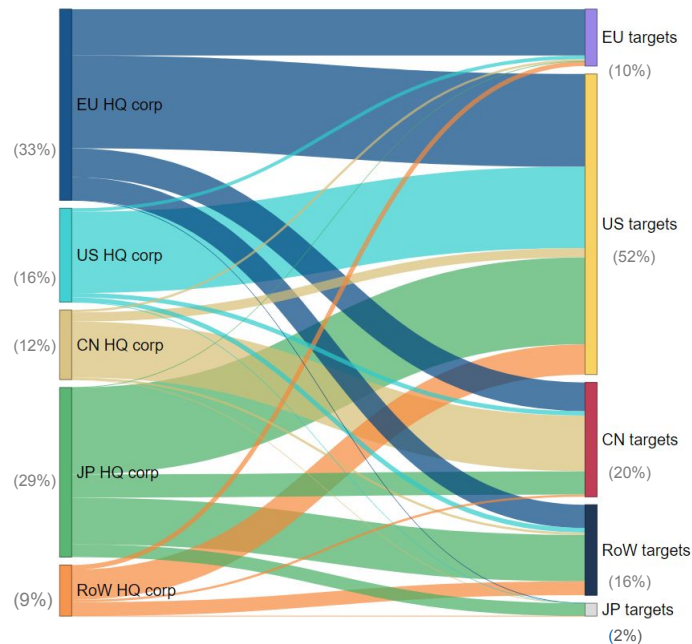 EU HQ corp
(33%)
US HQ corp
(16%)
CN HQ corp
(12%)
JP HQ corp
(29%)
RoW HQ corp
(9%)
EU targets
(10%)
US targets
(52%)
CN targets
(20%)
RoW targets
(16%)
JP targets
(2%)